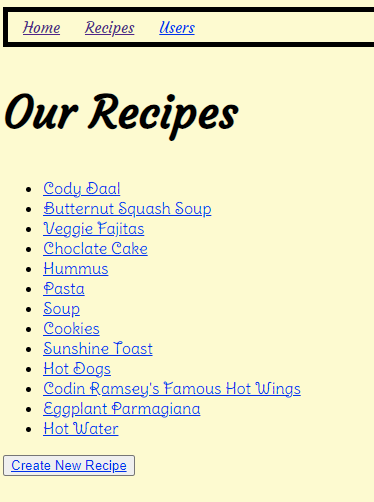 Home Recipes Users
Our Recipes
Cody Daal
Butternut Squash Soup
Veggie Fajitas
Choclate Cake
Hummus
Pasta
Soup
Cookies
Sunshine Toast
Hot Dogs
Codin Ramsey's Famous Hot Wings
Eggplant Parmagiana
Hot Water
Create New Recipe